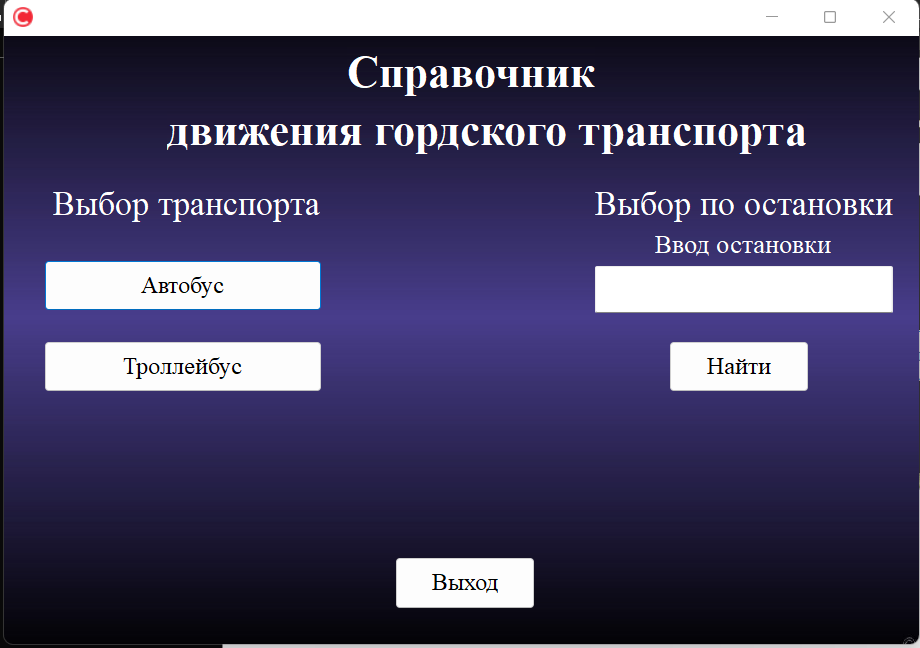 Справочник
движения гордского транспорта
Выбор транспорта
Выбор по остановки
Ввод остановки
Автобус
Троллейбус
Найти
Выход